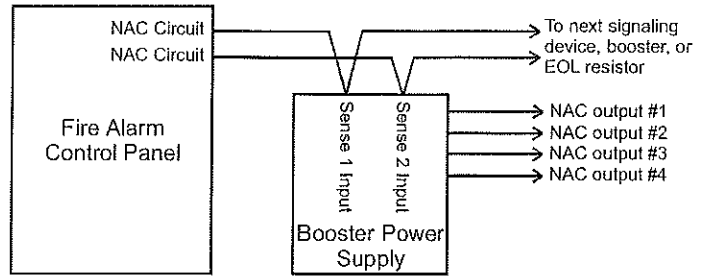 NAC Circuit
NAC Circuit
Fire Alarm
Control Panel
To next signaling
device, booster, or
EOL resistor
Sense 1 Input
Sense 2 Input
NAC output #1
NAC output #2
NAC output #3
NAC output #4
Booster Power
Supply